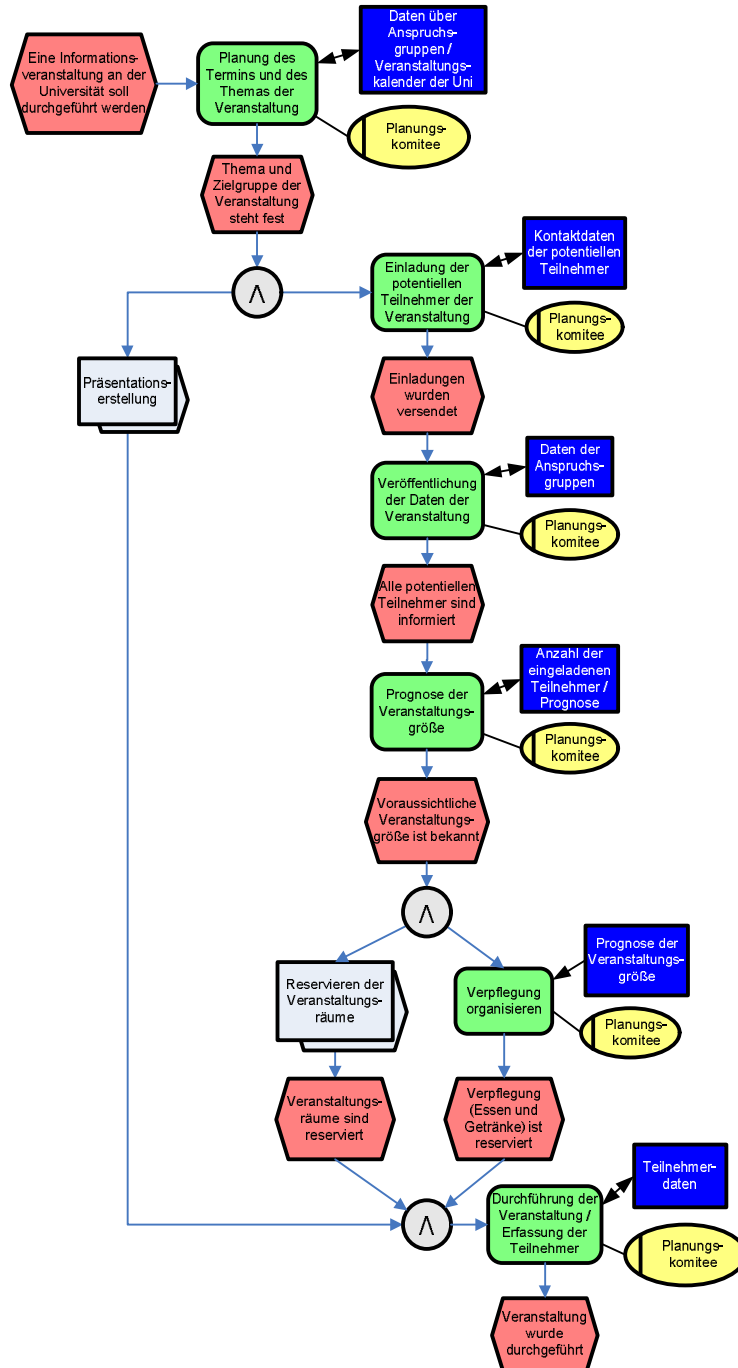 Eine Informations-
veranstaltung an der
Universität soll
durchgeführt werden
Planung des
Termins und des
Themas der
Veranstaltung
Daten über
Anspruchs-
gruppen /
Veranstaltungs-
kalender der Uni
Planungs-
komitee
Thema und
Zielgruppe der
Veranstaltung
steht fest
⋀
Einladung der
potentiellen
Teilnehmer der
Veranstaltung
Kontaktdaten
der potentiellen
Teilnehmer
Planungs-
komitee
Präsentations-
erstellung
Einladungen
wurden
versendet
Veröffentlichung
der Daten der
Veranstaltung
Daten der
Anspruchs-
gruppen
Planungs-
komitee
Alle potentiellen
Teilnehmer sind
informiert
Prognose der
Veranstaltungs-
größe
Anzahl der
eingeladenen
Teilnehmer /
Prognose
Planungs-
komitee
Voraussichtliche
Veranstaltungs-
größe ist bekannt
⋀
Reservieren der
Veranstaltungs-
räume
Verpflegung
organisieren
Prognose der
Veranstaltungs-
größe
Planungs-
komitee
Veranstaltungs-
räume sind
reserviert
Verpflegung
(Essen und
Getränke) ist
reserviert
⋀
Durchführung der
Veranstaltung /
Erfassung der
Teilnehmer
Teilnehmer-
daten
Planungs-
komitee
Veranstaltung
wurde
durchgeführt